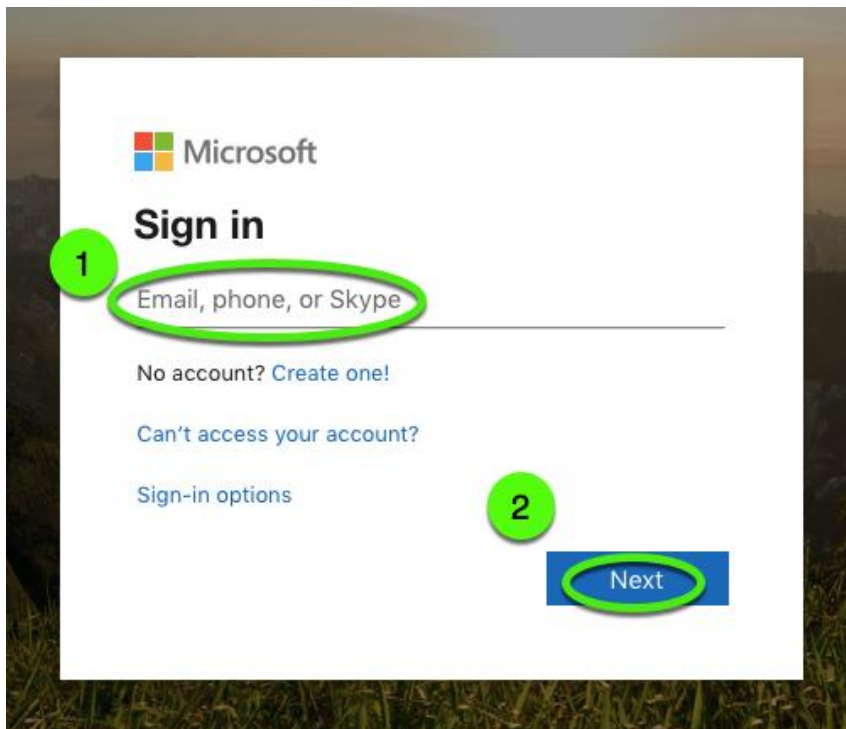 Microsoft
Sign in
1
Email, phone, or Skype
No account? Create one!
Can't access your account?
Sign-in options
2
Next